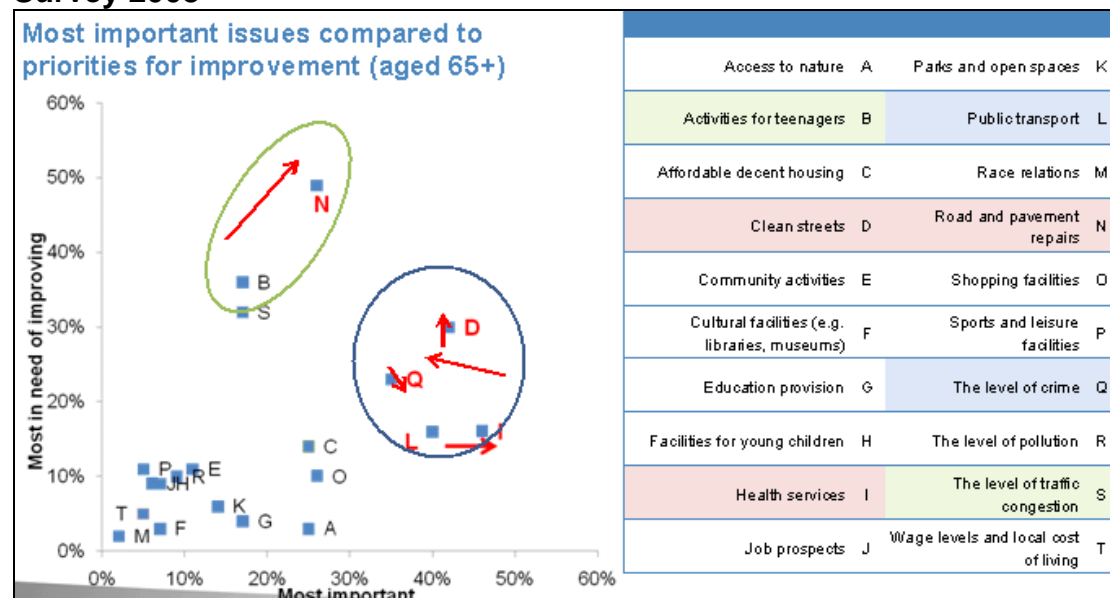 Survey 2008
Most important issues compared to
priorities for improvement (aged 65+)
60%
50%
40%
30%
20%
10%
0%
Most in need of improving
N
B
S
D
Q
L
I
C
O
P
R
E
J
H
K
T
M
F
G
A
0% 10% 20% 30% 40% 50% 60%
Most important
Access to nature A Parks and open spaces K
Activities for teenagers B Public transport L
Affordable decent housing C Race relations M
Clean streets D Road and pavement
repairs N
Community activities E Shopping facilities O
Cultural facilities (e.g.
libraries, museums) F Sports and leisure
facilities P
Education provision G The level of crime Q
Facilities for young children H The level of pollution R
Health services I The level of traffic
congestion S
Job prospects J Wage levels and local cost
of living T